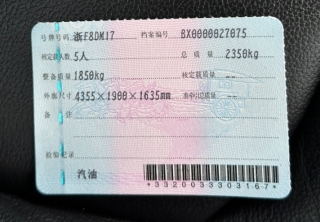 号牌号码 浙F8DM17 档案编号 BX0000027075
核定载人数 5人 总质量 2350kg
整备质量 1850kg 核定载质量 --
外廓尺寸 4355×1900×1635mm 准牵引总质量 --
备注
检验记录
汽油
*3320033303167*